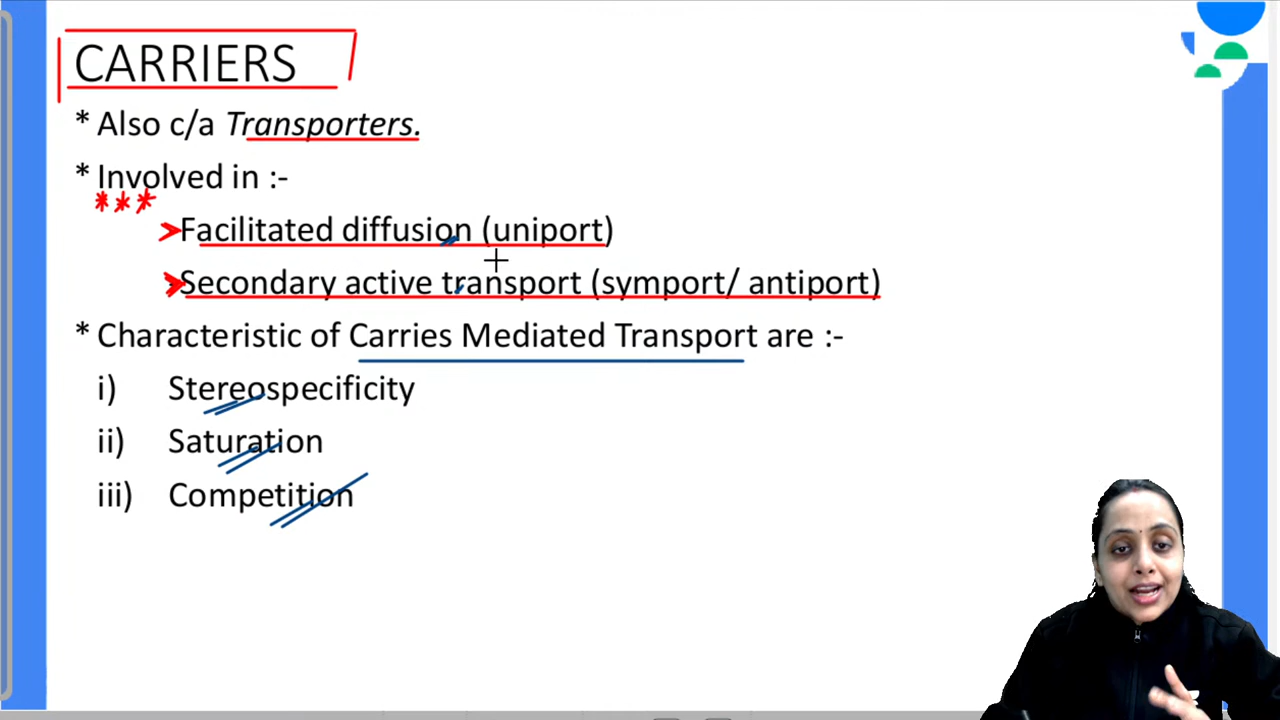 CARRIERS
* Also c/a Transporters.
* Involved in :-
Facilitated diffusion (uniport)
Secondary active transport (symport/ antiport)
* Characteristic of Carries Mediated Transport are :-
i) Stereospecificity
ii) Saturation
iii) Competition